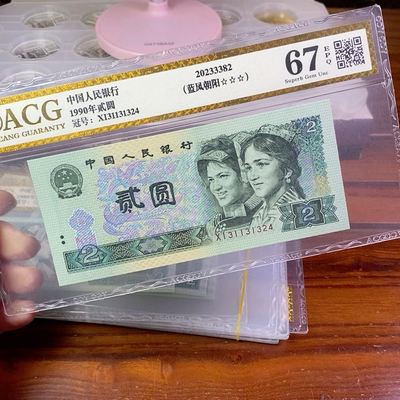 ACG
CANG GUARANTY
中国人民银行
1990年贰圆
冠号：XI31131324
20233382
(蓝凤朝阳☆☆☆)
67 EPQ
Superb Gem Unc
中国人民银行
贰圆
2
2
2
XI31131324